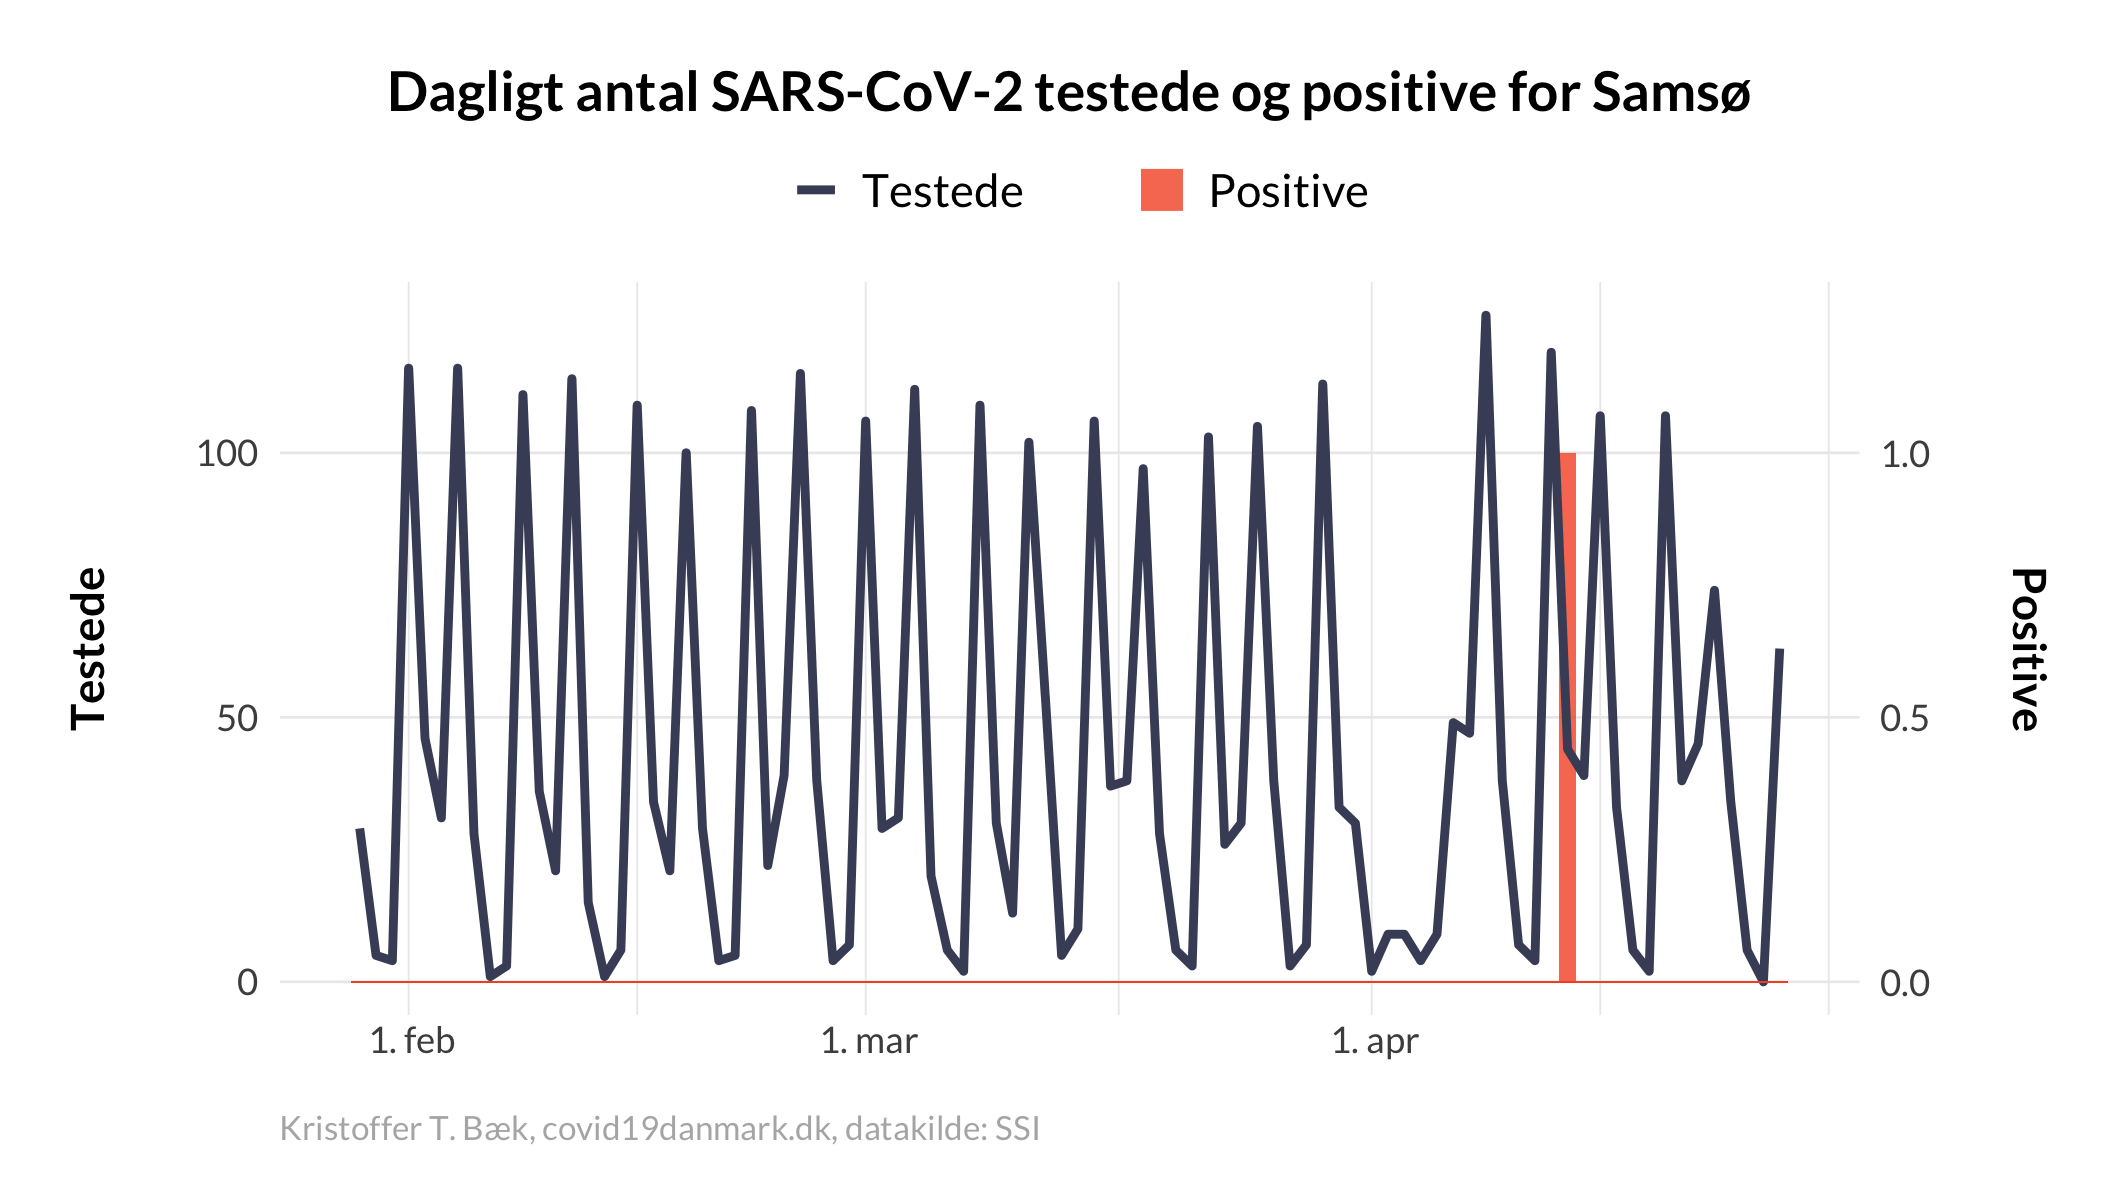 Dagligt antal SARS-CoV-2 testede og positive for Samsø
Testede
Positive
100
50
0
Testede
1.0
0.5
0.0
Positive
1. feb
1. mar
1. apr
Kristoffer T. Bæk, covid19danmark.dk, datakilde: SSI